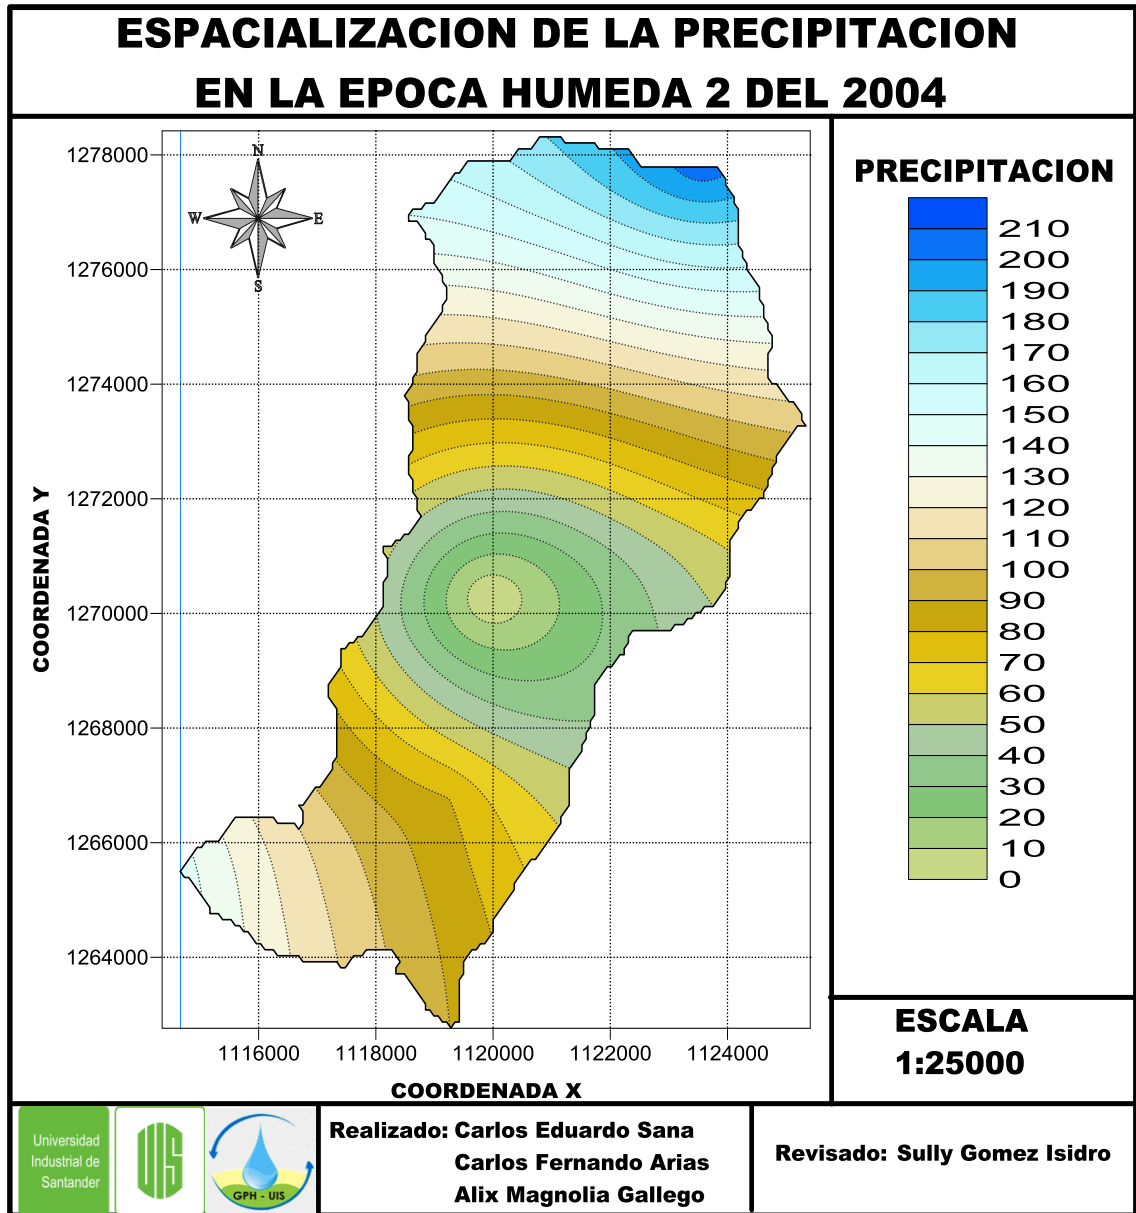 ESPACIALIZACION DE LA PRECIPITACION
EN LA EPOCA HUMEDA 2 DEL 2004
1278000
1276000
1274000
1272000
1270000
1268000
1266000
1264000
COORDENADA Y
N
W E
S
1116000 1118000 1120000 1122000 1124000
COORDENADA X
PRECIPITACION
210
200
190
180
170
160
150
140
130
120
110
100
90
80
70
60
50
40
30
20
10
0
ESCALA
1:25000
Universidad
Industrial de
Santander
UIS
GPH - UIS
Realizado: Carlos Eduardo Sana
Carlos Fernando Arias
Alix Magnolia Gallego
Revisado: Sully Gomez Isidro